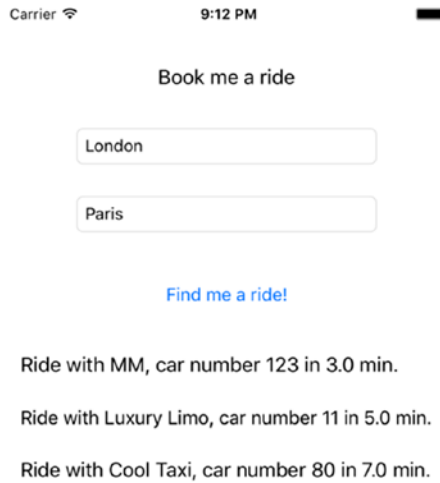 Carrier 9:12 PM
Book me a ride
London
Paris
Find me a ride!
Ride with MM, car number 123 in 3.0 min.
Ride with Luxury Limo, car number 11 in 5.0 min.
Ride with Cool Taxi, car number 80 in 7.0 min.